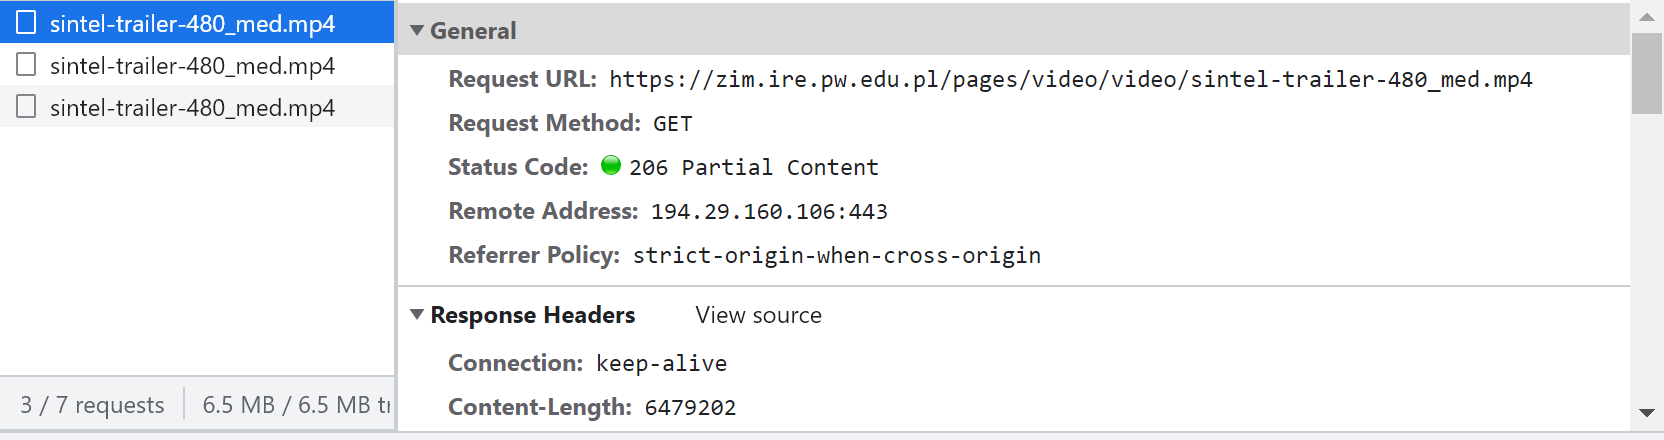 sintel-trailer-480_med.mp4
sintel-trailer-480_med.mp4
sintel-trailer-480_med.mp4
3 / 7 requests
6.5 MB / 6.5 MB
General
Request URL: https://zim.ire.pw.edu.pl/pages/video/video/sintel-trailer-480_med.mp4
Request Method: GET
Status Code: 206 Partial Content
Remote Address: 194.29.160.106:443
Referrer Policy: strict-origin-when-cross-origin
Response Headers View source
Connection: keep-alive
Content-Length: 6479202